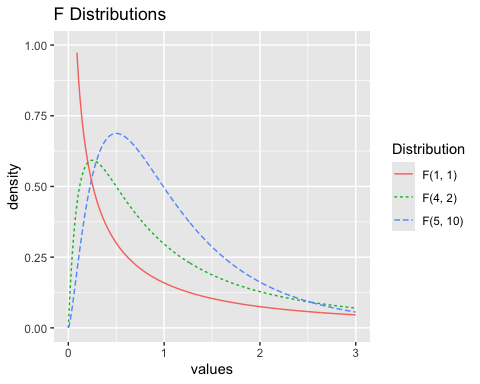 F Distributions
1.00
0.75
0.50
0.25
0.00
density
0
1
2
3
values
Distribution
F(1, 1)
F(4, 2)
F(5, 10)